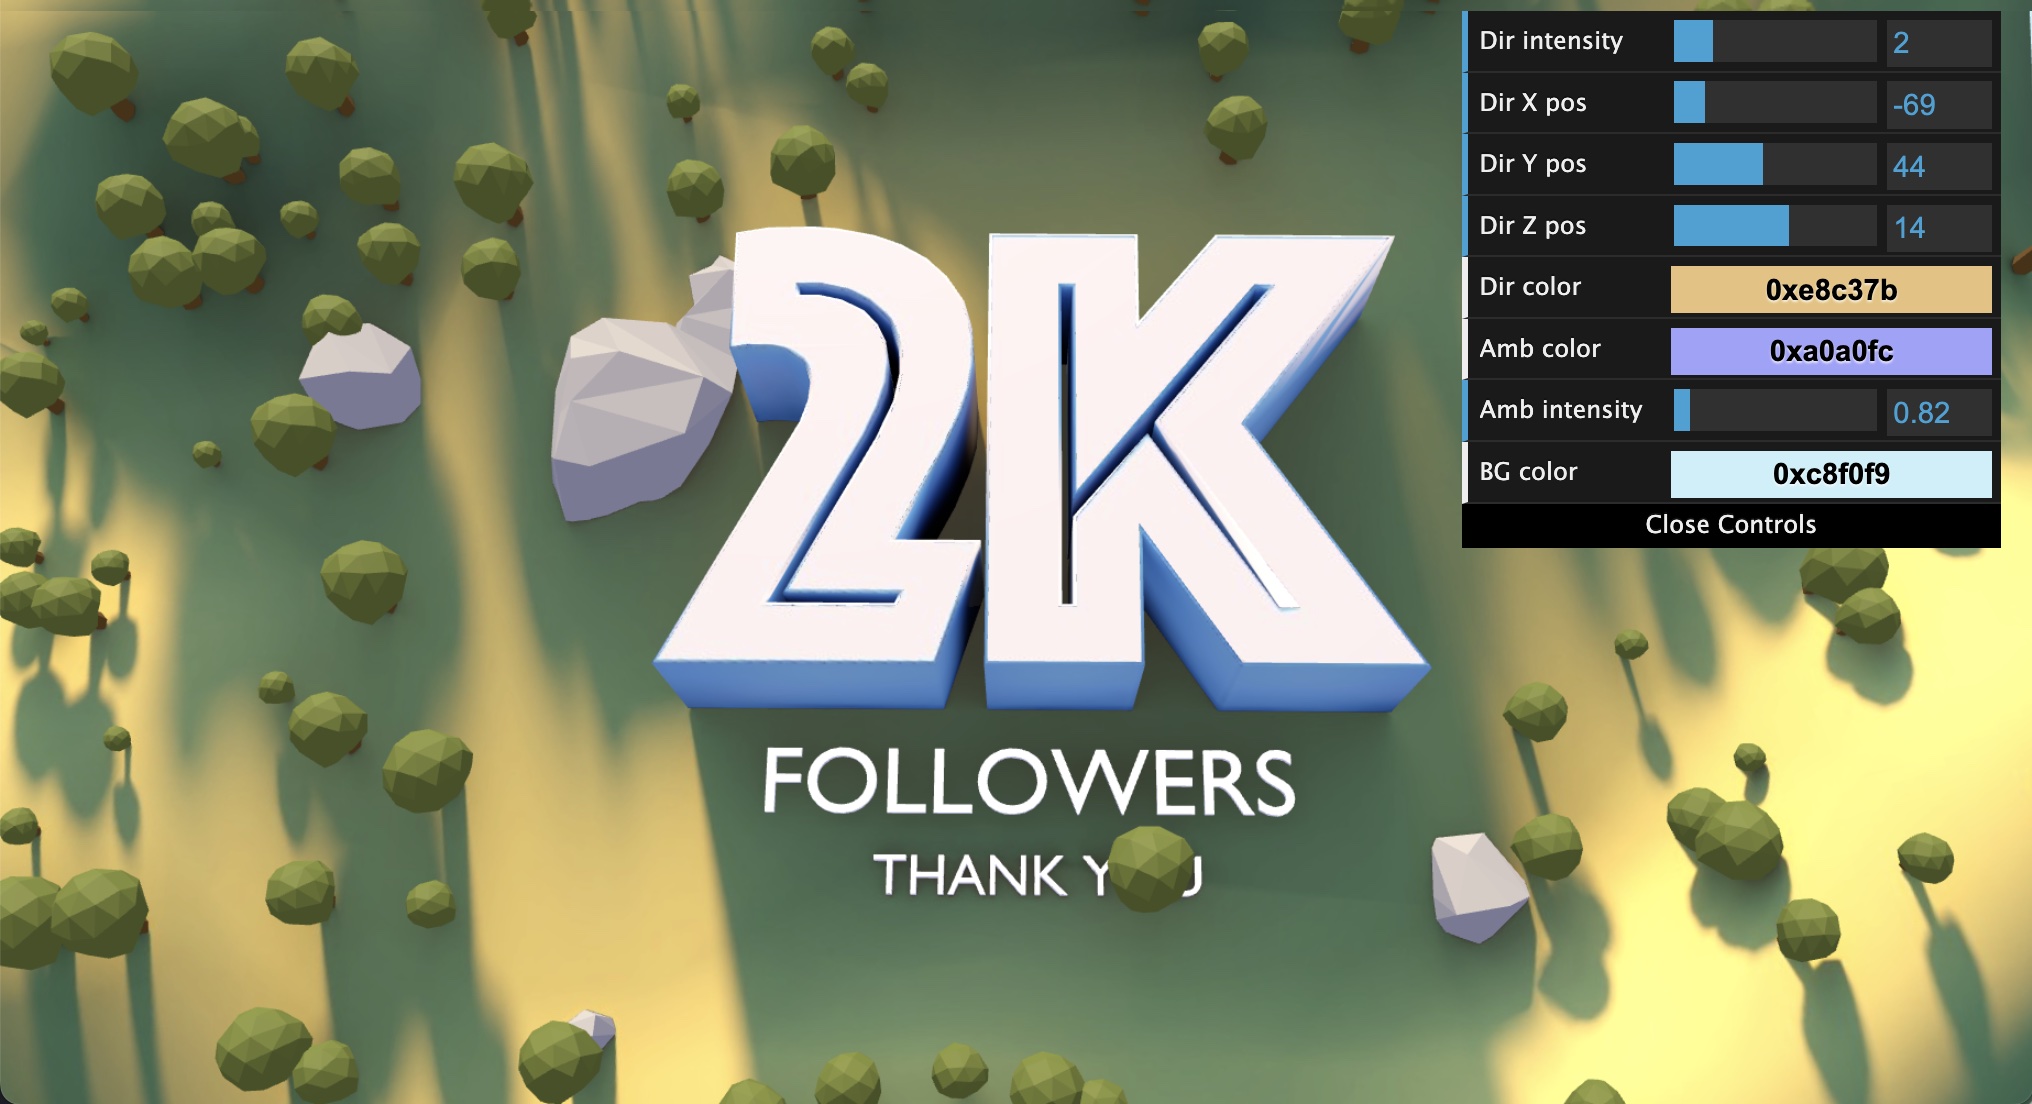 2K
FOLLOWERS
THANK Y J
Dir intensity 2
Dir X pos -69
Dir Y pos 44
Dir Z pos 14
Dir color 0xe8c37b
Amb color 0xa0a0fc
Amb intensity 0.82
BG color 0xc8f0f9
Close Controls